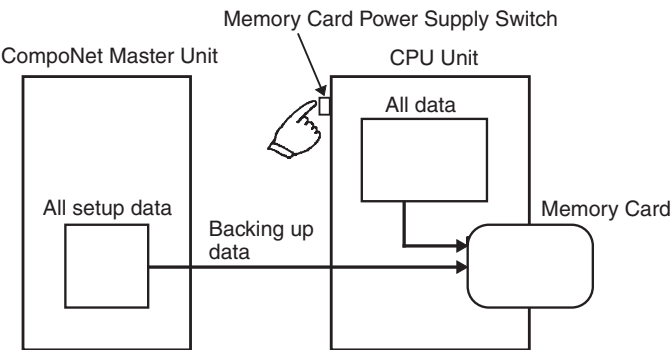 Memory Card Power Supply Switch
CompoNet Master Unit
CPU Unit
All data
All setup data
Memory Card
Backing up
data